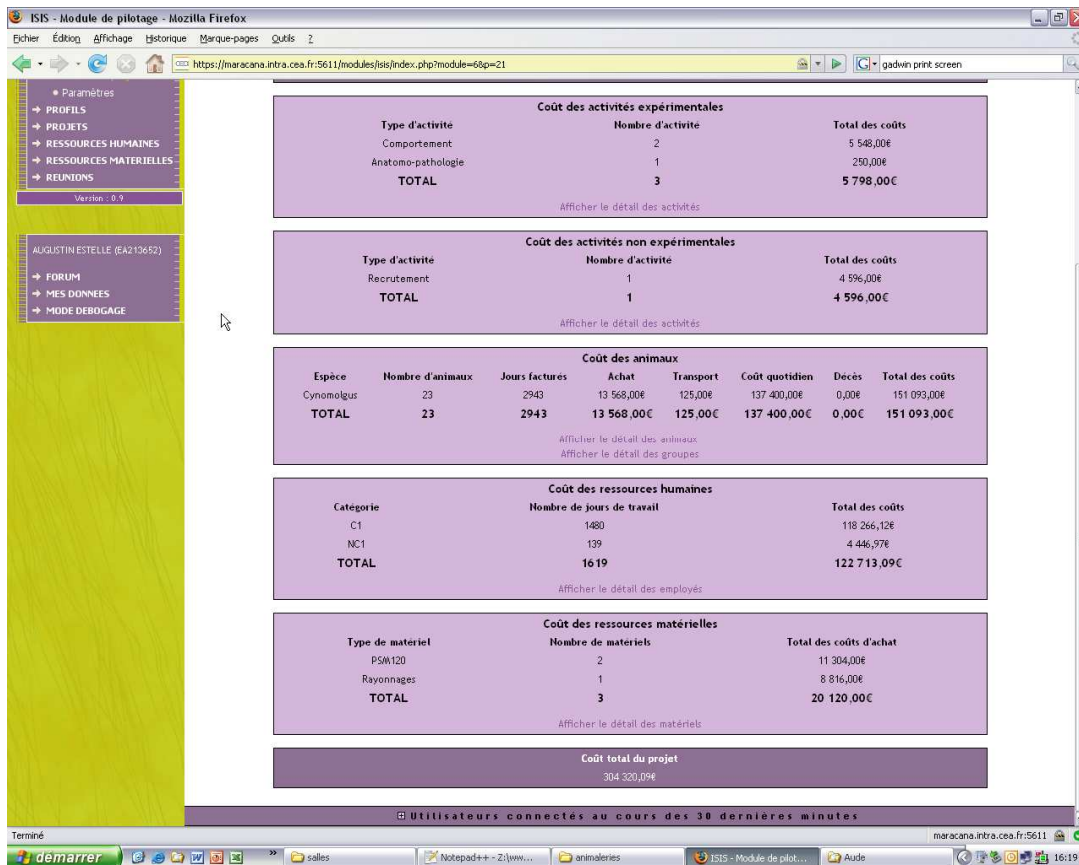 ISIS - Module de pilotage - Mozilla Firefox
Fichier Édition Affichage Historique Marque-pages Outils ?
https://maracana.intra.cea.fr:5611/modules/isis/index.php?module=6&p=21 gadwin print screen
Paramètres
PROFILS
PROJETS
RESSOURCES HUMAINES
RESSOURCES MATERIELLES
REUNIONS
Version : 0.9
AUGUSTIN ESTELLE (EA213652)
FORUM
MES DONNEES
MODE DEBOGAGE
Coût des activités expérimentales
Type d'activité Nombre d'activité Total des coûts
Comportement 2 5 548,00€
Anatomo-pathologie 1 250,00€
TOTAL 3 5 798,00€
Afficher le détail des activités
Coût des activités non expérimentales
Type d'activité Nombre d'activité Total des coûts
Recrutement 1 4 596,00€
TOTAL 1 4 596,00€
Afficher le détail des activités
Coût des animaux
Espèce Nombre d'animaux Jours facturés Achat Transport Coût quotidien Décès Total des coûts
Cynomolgus 23 2943 13 568,00€ 125,00€ 137 400,00€ 0,00€ 151 093,00€
TOTAL 23 2943 13 568,00€ 125,00€ 137 400,00€ 0,00€ 151 093,00€
Afficher le détail des animaux
Afficher le détail des groupes
Coût des ressources humaines
Catégorie Nombre de jours de travail Total des coûts
C1 1480 118 266,12€
NC1 139 4 446,97€
TOTAL 1619 122 713,09€
Afficher le détail des employés
Coût des ressources matérielles
Type de matériel Nombre de matériels Total des coûts d'achat
PSM120 2 11 304,00€
Rayonnages 1 8 816,00€
TOTAL 3 20 120,00€
Afficher le détail des matériels
Coût total du projet
304 320,09€
Utilisateurs connectés au cours des 30 dernières minutes
Terminé maracana.intra.cea.fr:5611
démarrer » salles Notepad++ - Z:\ww... animaleries ISIS - Module de pilot... Aude 16:19